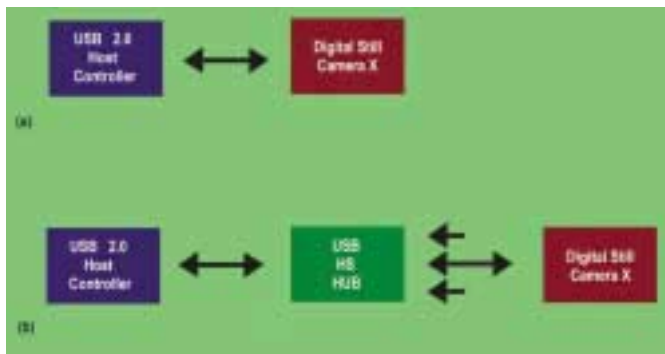 USB 2.0
Host
Controller
Digital Still
Camera X
(a)
USB 2.0
Host
Controller
USB
HS
HUB
Digital Still
Camera X
(b)